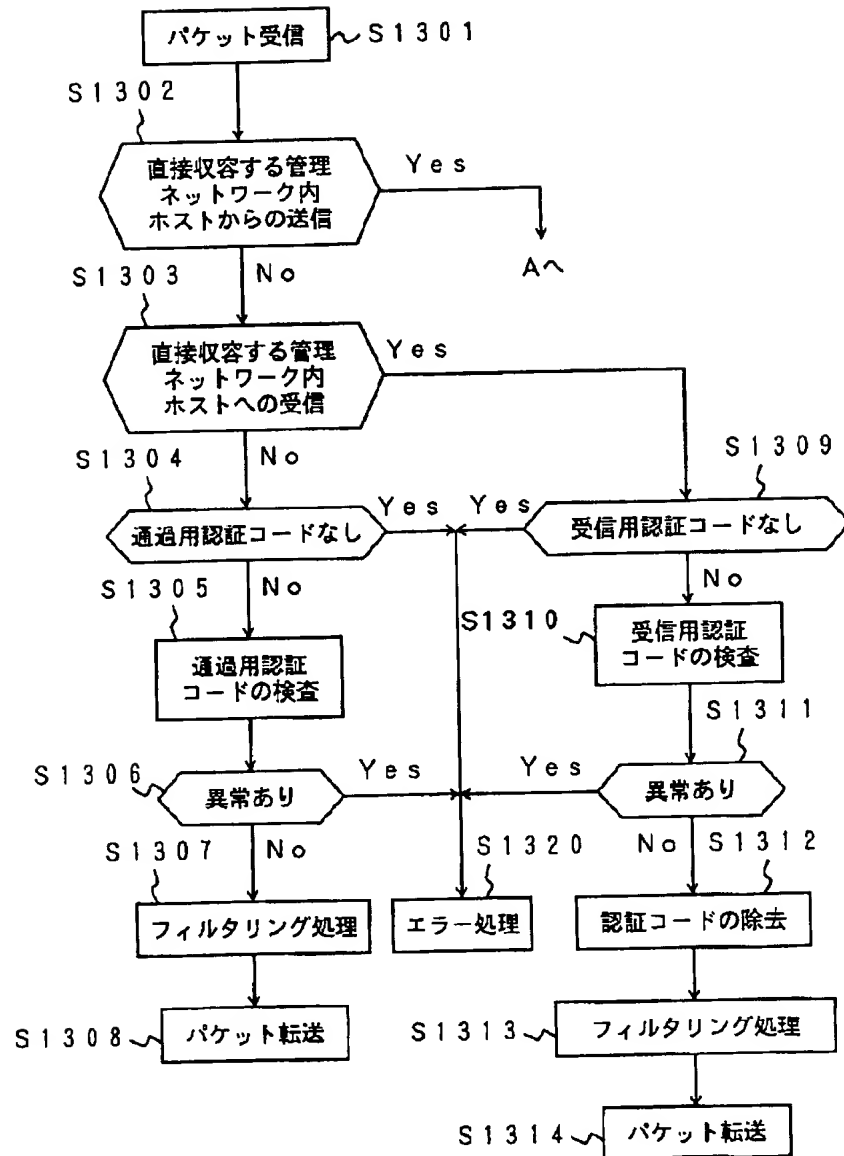 パケット受信
S1301
S1302
直接収容する管理
ネットワーク内
ホストからの送信
Yes
Aへ
No
S1303
直接収容する管理
ネットワーク内
ホストへの受信
Yes
No
S1304
通過用認証コードなし
Yes
Yes
S1309
受信用認証コードなし
No
S1305
通過用認証
コードの検査
No
S1310
受信用認証
コードの検査
S1306
異常あり
Yes
Yes
S1311
異常あり
No
S1307
フィルタリング処理
S1320
エラー処理
No
S1312
認証コードの除去
S1308
パケット転送
S1313
フィルタリング処理
S1314
パケット転送